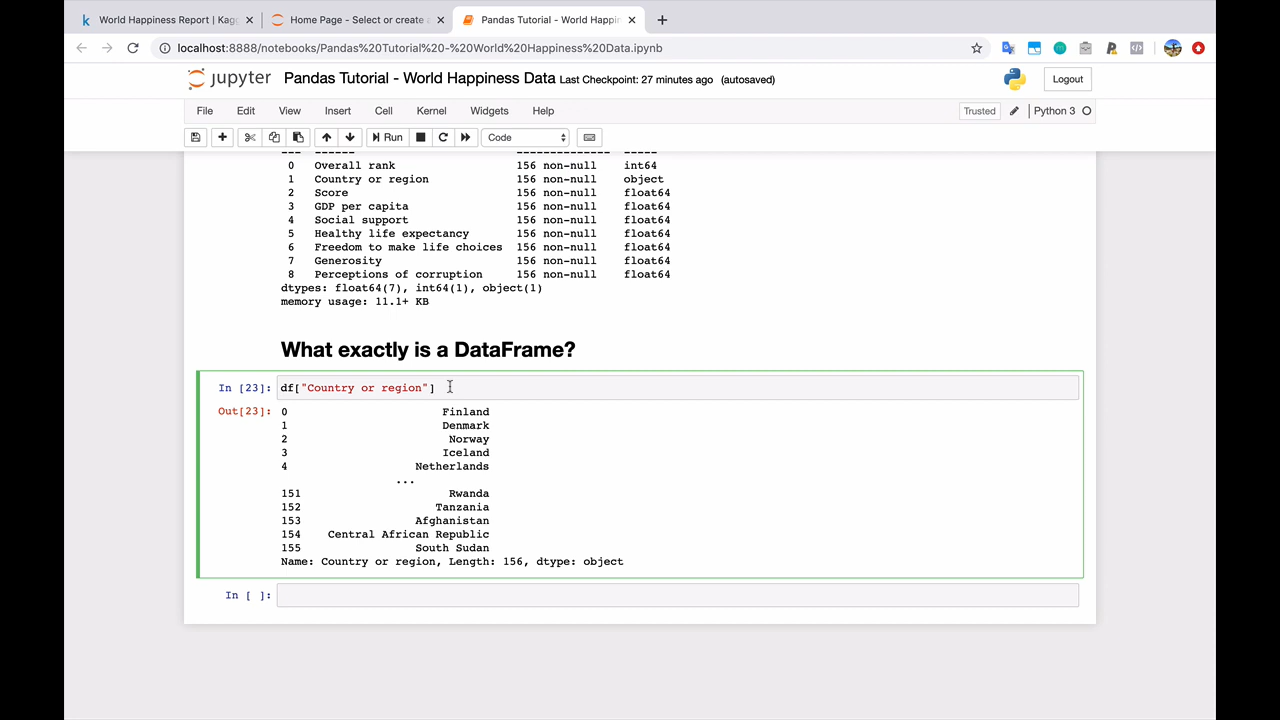 World Happiness Report | Kag
Home Page - Select or create a
Pandas Tutorial - World Happin
localhost:8888/notebooks/Pandas%20Tutorial%20-%20World%20Happiness%20Data.ipynb
jupyter Pandas Tutorial - World Happiness Data Last Checkpoint: 27 minutes ago (autosaved) Logout
File Edit View Insert Cell Kernel Widgets Help Trusted Python 3
Run Code
--- ------ -------------- -----
0 Overall rank 156 non-null int64
1 Country or region 156 non-null object
2 Score 156 non-null float64
3 GDP per capita 156 non-null float64
4 Social support 156 non-null float64
5 Healthy life expectancy 156 non-null float64
6 Freedom to make life choices 156 non-null float64
7 Generosity 156 non-null float64
8 Perceptions of corruption 156 non-null float64
dtypes: float64(7), int64(1), object(1)
memory usage: 11.1+ KB
What exactly is a DataFrame?
In [23]: df["Country or region"]
Out[23]: 0 Finland
1 Denmark
2 Norway
3 Iceland
4 Netherlands
...
151 Rwanda
152 Tanzania
153 Afghanistan
154 Central African Republic
155 South Sudan
Name: Country or region, Length: 156, dtype: object
In [ ]: